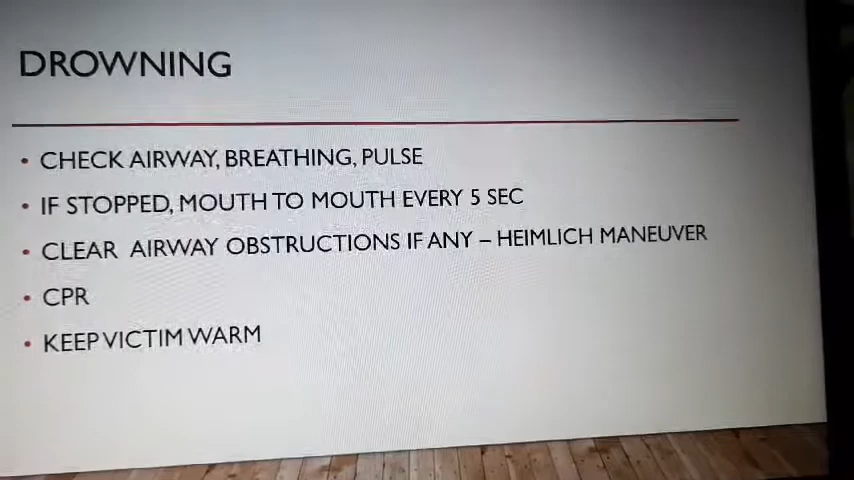 DROWNING
• CHECK AIRWAY, BREATHING, PULSE
• IF STOPPED, MOUTH TO MOUTH EVERY 5 SEC
• CLEAR AIRWAY OBSTRUCTIONS IF ANY – HEIMLICH MANEUVER
• CPR
• KEEP VICTIM WARM